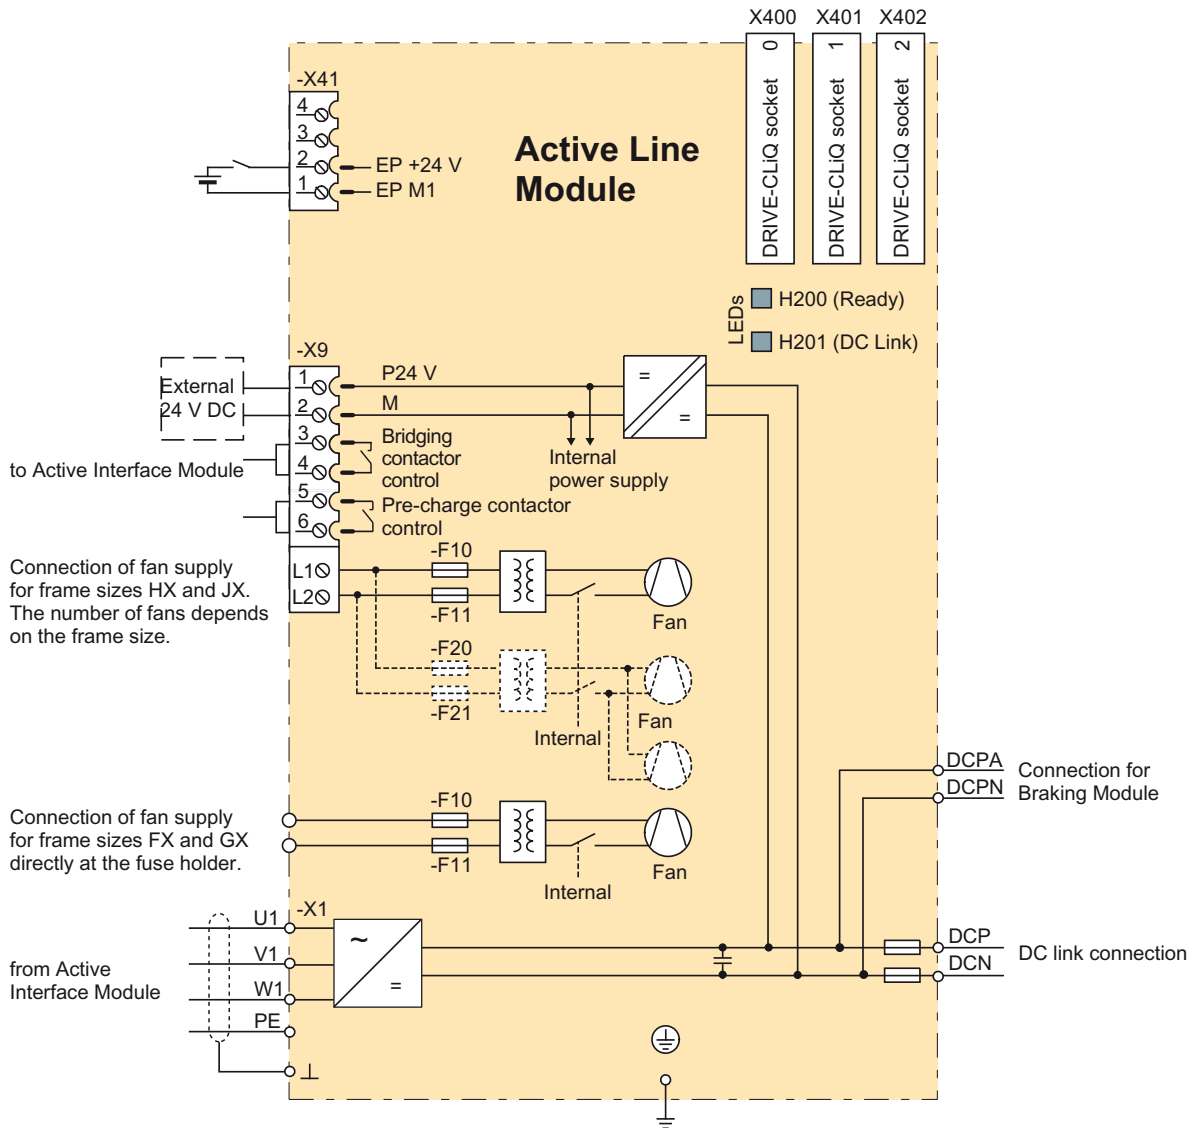 X400 X401 X402
DRIVE-CLiQ socket 0
DRIVE-CLiQ socket 1
DRIVE-CLiQ socket 2
-X41
4
3
2
1
EP +24 V
EP M1
Active Line
Module
LEDs
H200 (Ready)
H201 (DC Link)
-X9
External
24 V DC
1
2
3
4
5
6
P24 V
M
=
=
Bridging
contactor
control
Internal
power supply
to Active Interface Module
Pre-charge contactor
control
Connection of fan supply
for frame sizes HX and JX.
The number of fans depends
on the frame size.
L1
L2
-F10
-F11
Fan
-F20
-F21
Fan
Internal
DCPA
DCPN
Connection for
Braking Module
Connection of fan supply
for frame sizes FX and GX
directly at the fuse holder.
-F10
-F11
Fan
Internal
-X1
U1
V1
W1
PE
~
=
from Active
Interface Module
DCP
DCN
DC link connection